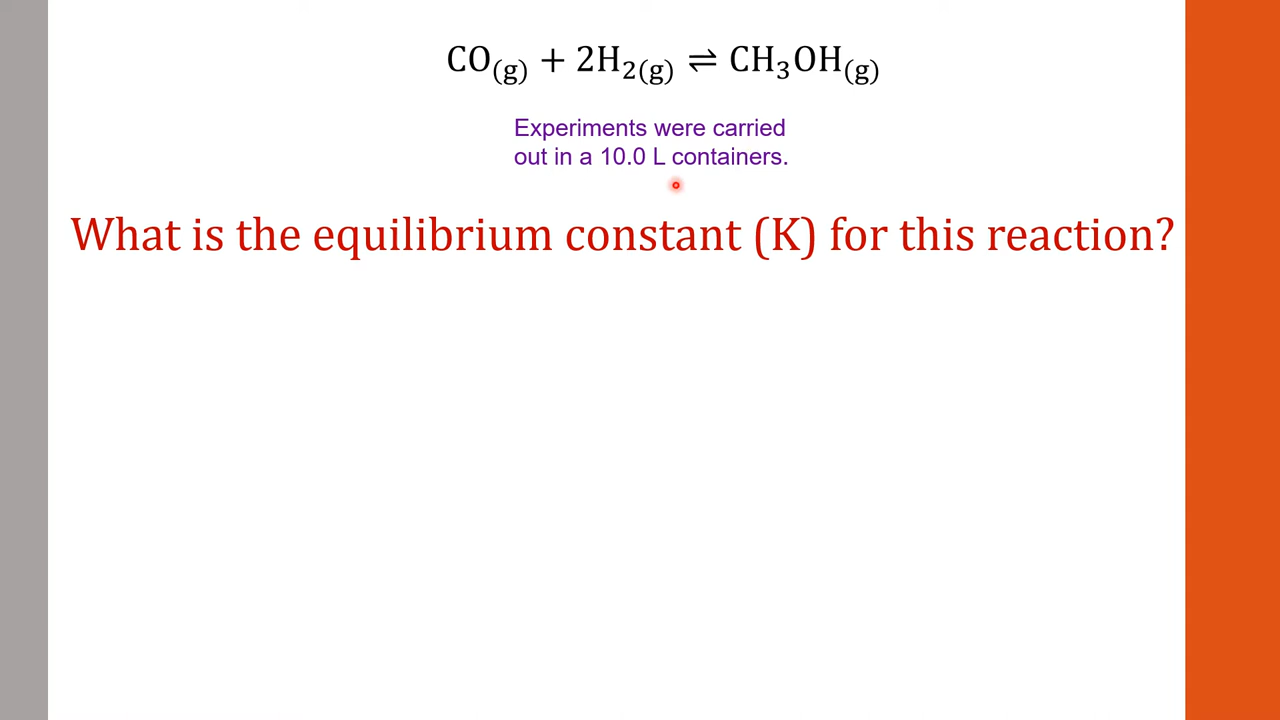 CO(g) + 2H2(g) ⇌ CH3OH(g)
Experiments were carried
out in a 10.0 L containers.
What is the equilibrium constant (K) for this reaction?